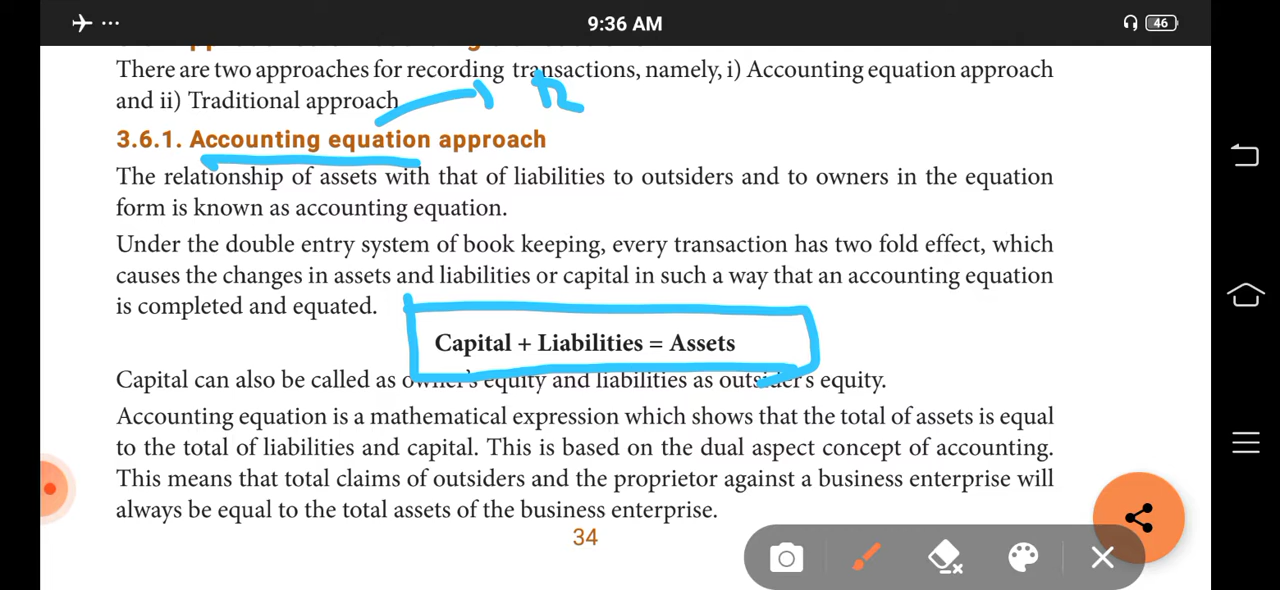 9:36 AM
46
There are two approaches for recording transactions, namely, i) Accounting equation approach
and ii) Traditional approach
3.6.1. Accounting equation approach
The relationship of assets with that of liabilities to outsiders and to owners in the equation
form is known as accounting equation.
Under the double entry system of book keeping, every transaction has two fold effect, which
causes the changes in assets and liabilities or capital in such a way that an accounting equation
is completed and equated.
Capital + Liabilities = Assets
Capital can also be called as owner's equity and liabilities as outsider's equity.
Accounting equation is a mathematical expression which shows that the total of assets is equal
to the total of liabilities and capital. This is based on the dual aspect concept of accounting.
This means that total claims of outsiders and the proprietor against a business enterprise will
always be equal to the total assets of the business enterprise.
34